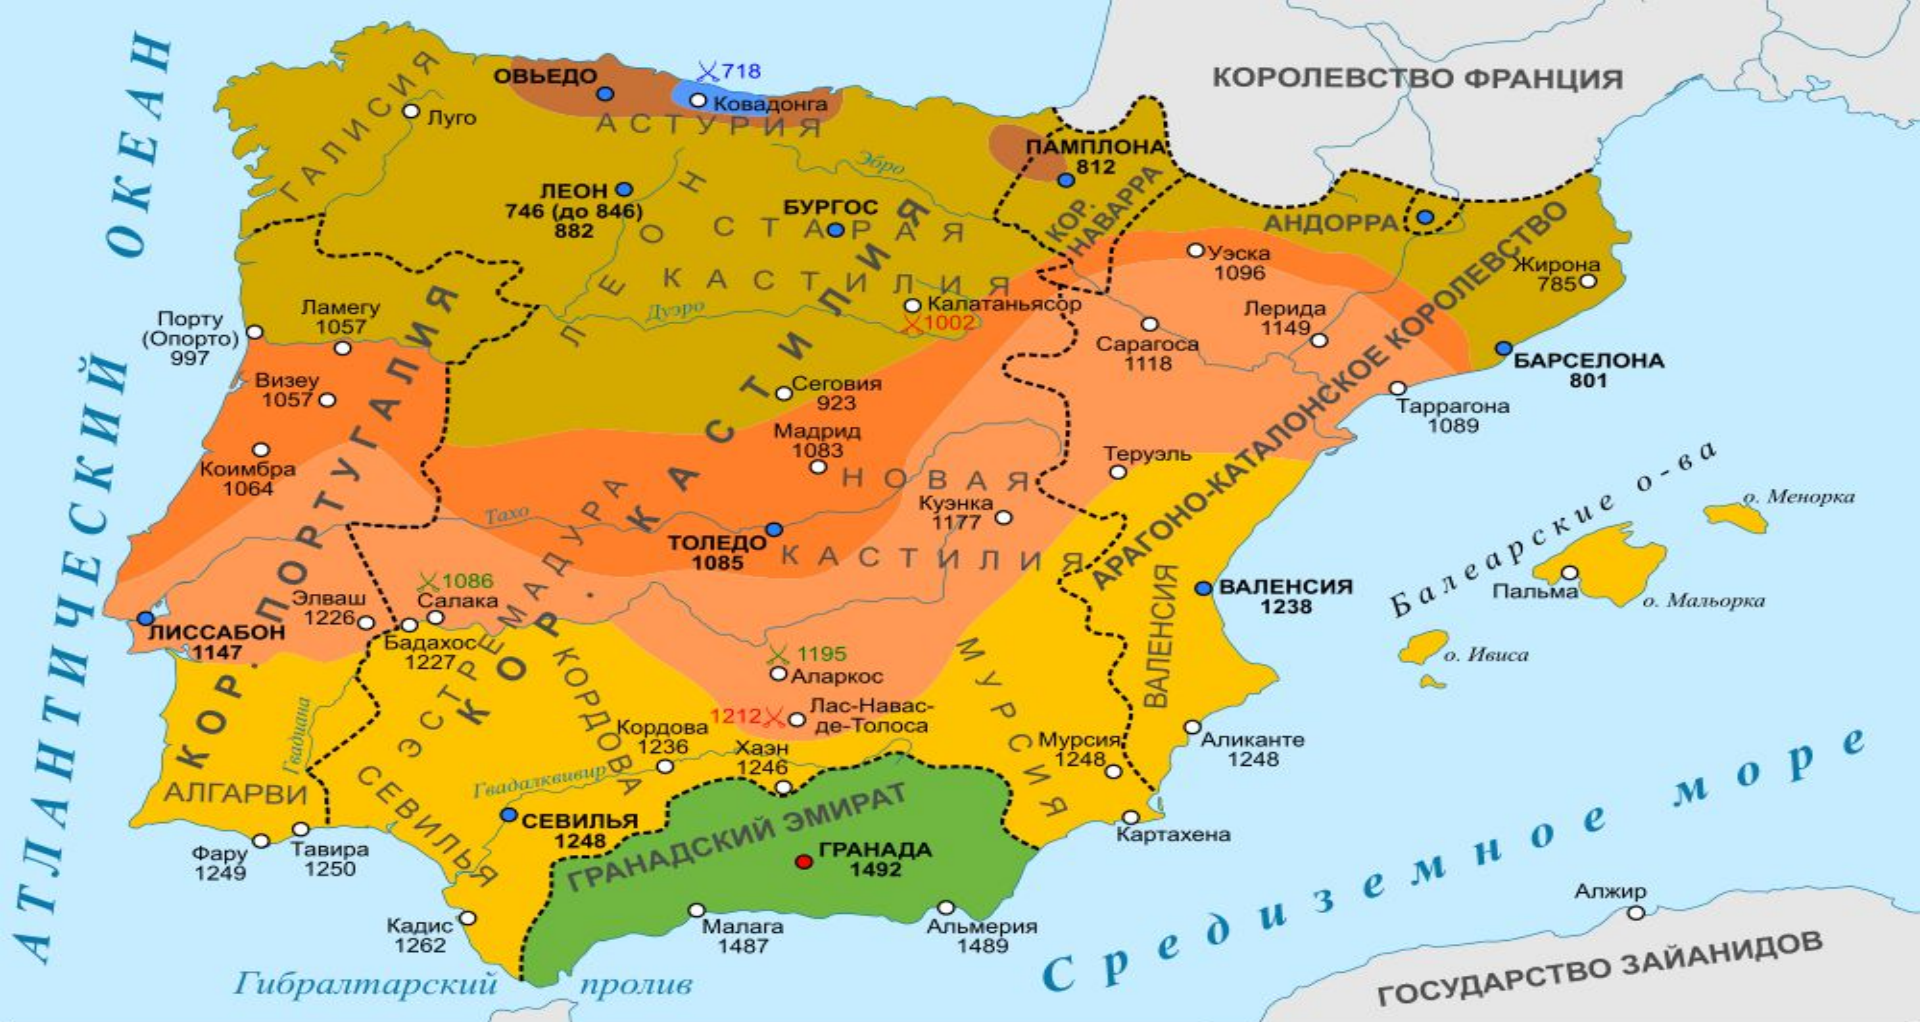 АТЛАНТИЧЕСКИЙ ОКЕАН
КОРОЛЕВСТВО ФРАНЦИЯ
ГАЛИСИЯ
Луго
ОВЬЕДО
718
Ковадонга
АСТУРИЯ
Эбро
ПАМПЛОНА
812
КОР.
НАВАРРА
ЛЕОН
746 (до 846)
882
ЛЕОН
БУРГОС
СТАРАЯ
КАСТИЛИЯ
АНДОРРА
Уэска
1096
Жирона
785
Калатаньясор
1002
Дуэро
Лерида
1149
Сарагоса
1118
БАРСЕЛОНА
801
Таррагона
1089
АРАГОНО-КАТАЛОНСКОЕ КОРОЛЕВСТВО
Порту
(Опорто)
997
Ламегу
1057
Визеу
1057
Коимбра
1064
КОР. ПОРТУГАЛИЯ
КОР. КАСТИЛИЯ
Сеговия
923
Мадрид
1083
НОВАЯ
КАСТИЛИЯ
Куэнка
1177
Теруэль
Тахо
ТОЛЕДО
1085
ЭСТРЕМАДУРА
1086
Салака
Элваш
1226
Бадахос
1227
ЛИССАБОН
1147
ВАЛЕНСИЯ
1238
ВАЛЕНСИЯ
Балеарские о-ва
о. Менорка
Пальма
о. Мальорка
о. Ивиса
1195
Аларкос
1212
Лас-Навас-
де-Толоса
МУРСИЯ
КОРДОВА
Кордова
1236
Хаэн
1246
Мурсия
1248
Аликанте
1248
Картахена
Гвадиана
Гвадалквивир
АЛГАРВИ
СЕВИЛЬЯ
СЕВИЛЬЯ
1248
Фару
1249
Тавира
1250
ГРАНАДСКИЙ ЭМИРАТ
ГРАНАДА
1492
Кадис
1262
Малага
1487
Альмерия
1489
Гибралтарский пролив
Средиземное море
Алжир
ГОСУДАРСТВО ЗАЙАНИДОВ